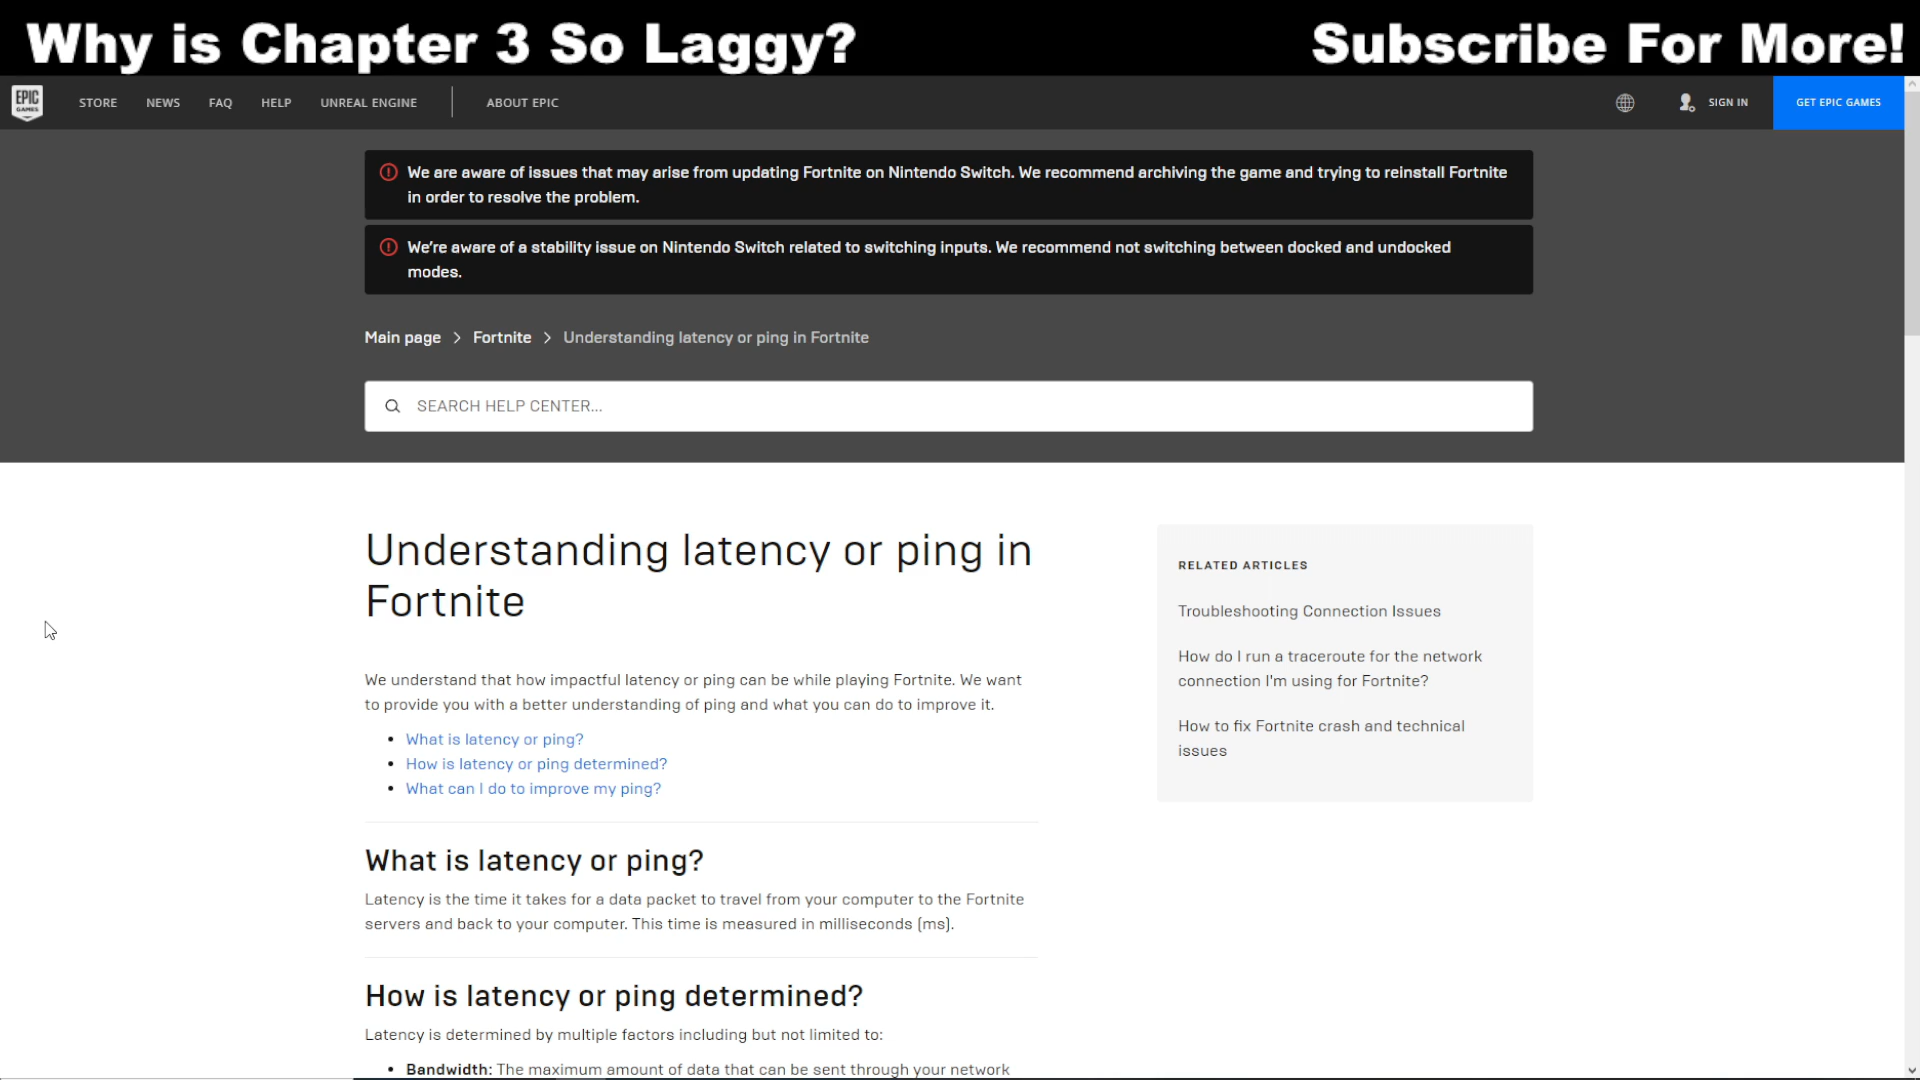 Why is Chapter 3 So Laggy?
Subscribe For More!
EPIC GAMES
STORE
NEWS
FAQ
HELP
UNREAL ENGINE
ABOUT EPIC
SIGN IN
GET EPIC GAMES
We are aware of issues that may arise from updating Fortnite on Nintendo Switch. We recommend archiving the game and trying to reinstall Fortnite
in order to resolve the problem.
We're aware of a stability issue on Nintendo Switch related to switching inputs. We recommend not switching between docked and undocked
modes.
Main page > Fortnite > Understanding latency or ping in Fortnite
SEARCH HELP CENTER...
Understanding latency or ping in
Fortnite
We understand that how impactful latency or ping can be while playing Fortnite. We want
to provide you with a better understanding of ping and what you can do to improve it.
• What is latency or ping?
• How is latency or ping determined?
• What can I do to improve my ping?
What is latency or ping?
Latency is the time it takes for a data packet to travel from your computer to the Fortnite
servers and back to your computer. This time is measured in milliseconds (ms).
How is latency or ping determined?
Latency is determined by multiple factors including but not limited to:
• Bandwidth: The maximum amount of data that can be sent through your network
RELATED ARTICLES
Troubleshooting Connection Issues
How do I run a traceroute for the network
connection I'm using for Fortnite?
How to fix Fortnite crash and technical
issues